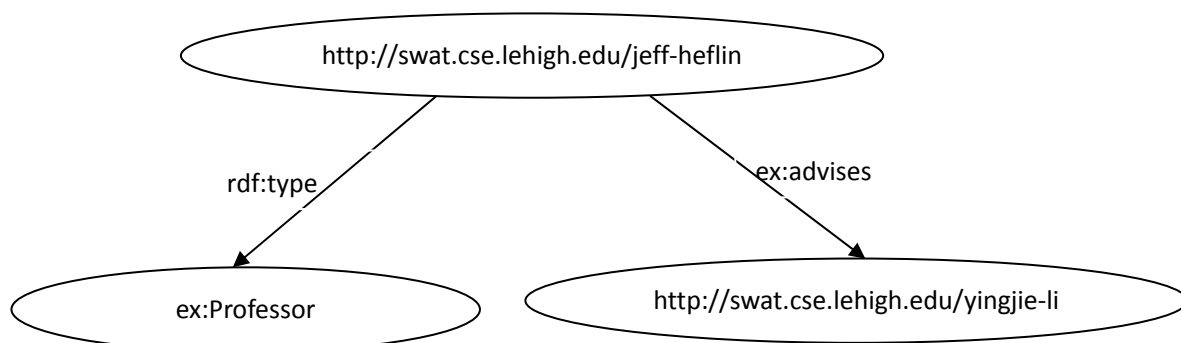 http://swat.cse.lehigh.edu/jeff-heflin
rdf:type
ex:advises
ex:Professor
http://swat.cse.lehigh.edu/yingjie-li